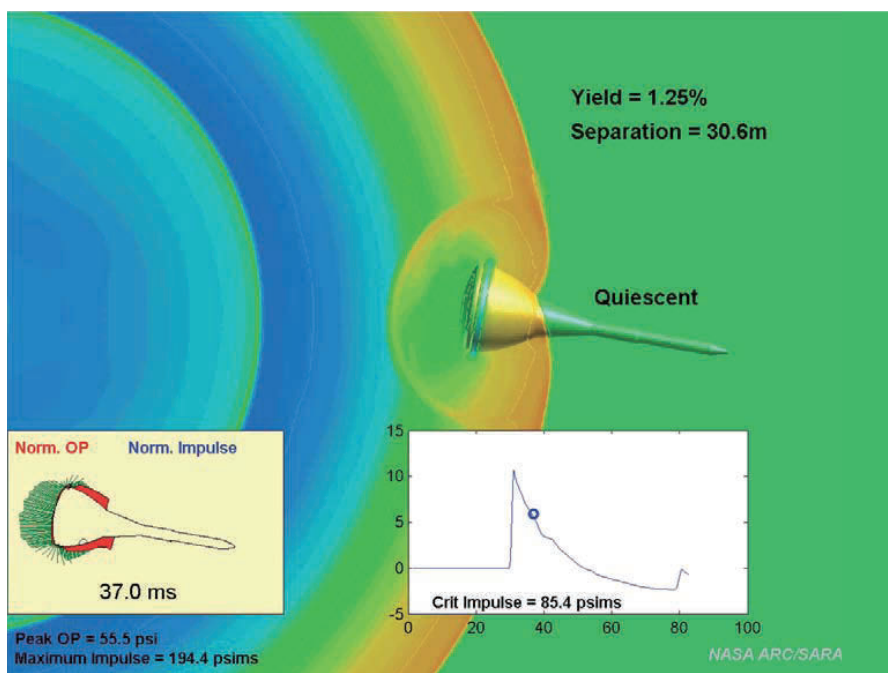 Yield = 1.25%
Separation = 30.6m
Quiescent
Norm. OP Norm. Impulse
37.0 ms
Peak OP = 55.5 psi
Maximum Impulse = 194.4 psims
15
10
5
0
-5
Crit Impulse = 85.4 psims
0 20 40 60 80 100
NASA ARC/SARA